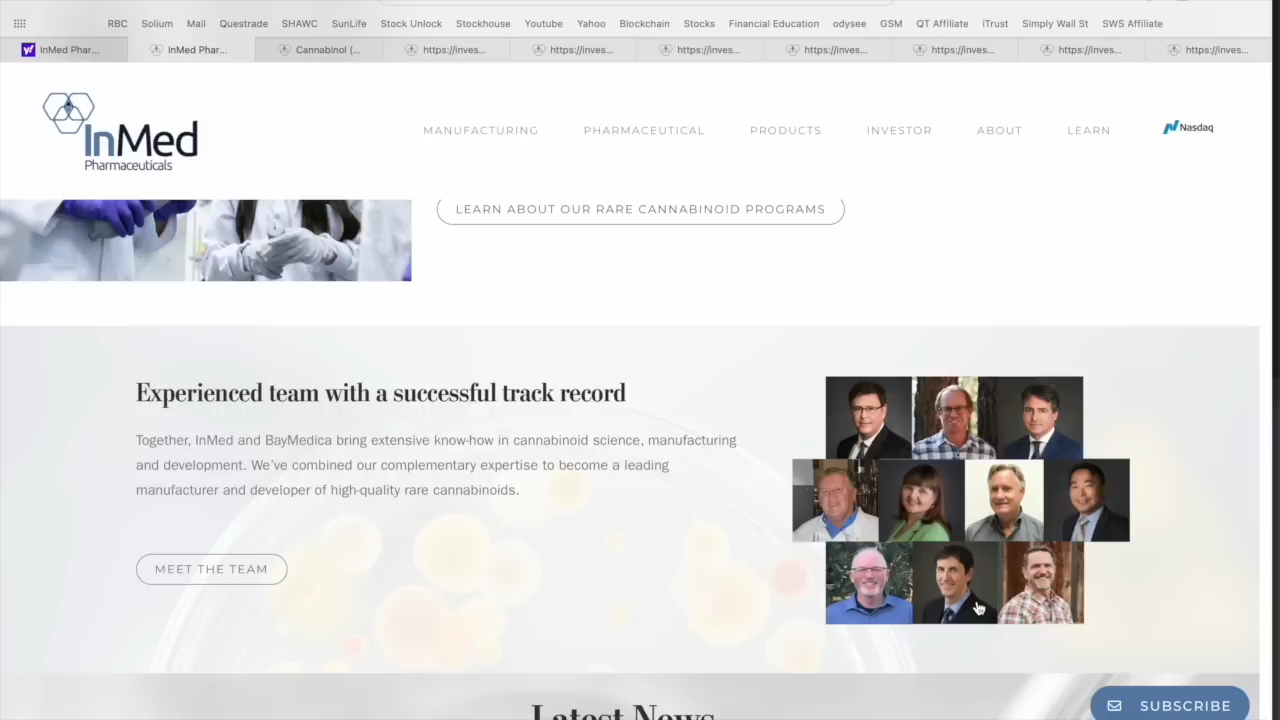 RBC Solium Mail Questrade SHAWC SunLife Stock Unlock Stockhouse Youtube Yahoo Blockchain Stocks Financial Education odysee GSM QT Affiliate iTrust Simply Wall St SWS Affiliate
y! InMed Phar... InMed Phar... Cannabinol (... https://inves... https://inves... https://inves... https://inves... https://inves... https://inves... https://inves...
InMed
Pharmaceuticals
MANUFACTURING PHARMACEUTICAL PRODUCTS INVESTOR ABOUT LEARN Nasdaq
LEARN ABOUT OUR RARE CANNABINOID PROGRAMS
Experienced team with a successful track record
Together, InMed and BayMedica bring extensive know-how in cannabinoid science, manufacturing
and development. We've combined our complementary expertise to become a leading
manufacturer and developer of high-quality rare cannabinoids.
MEET THE TEAM
Latest News
SUBSCRIBE